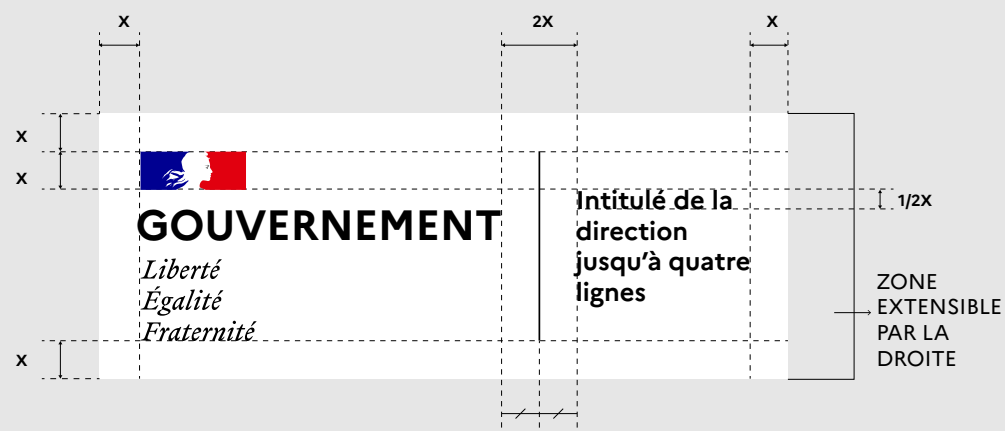 X
2X
X
X
X
1/2X
GOUVERNEMENT
Liberté
Égalité
Fraternité
Intitulé de la
direction
jusqu'à quatre
lignes
ZONE
EXTENSIBLE
PAR LA
DROITE
X